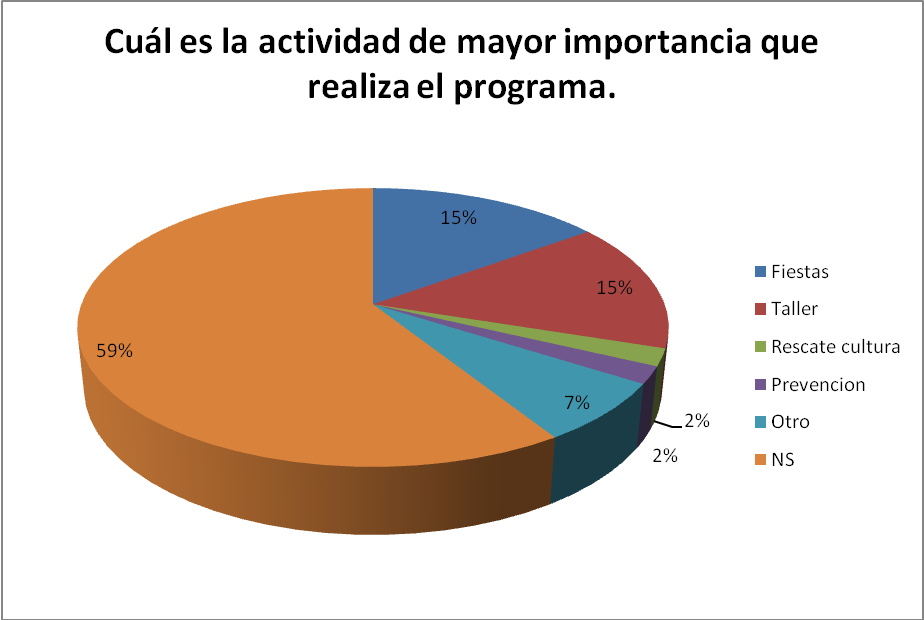 Cuál es la actividad de mayor importancia que
realiza el programa.
15%
15%
59%
7%
2%
2%
Fiestas
Taller
Rescate cultura
Prevencion
Otro
NS